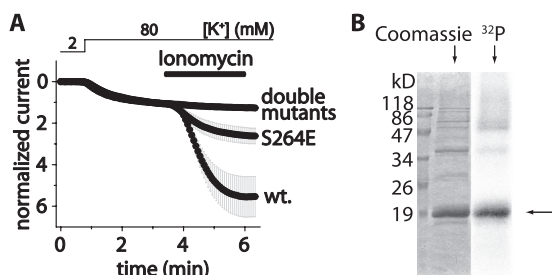 A
2 80 [K⁺] (mM)
Ionomycin
normalized current
0
2
4
6
double
mutants
S264E
wt.
0 2 4 6
time (min)
B
Coomassie ³²P
kD
118
86
47
34
26
19